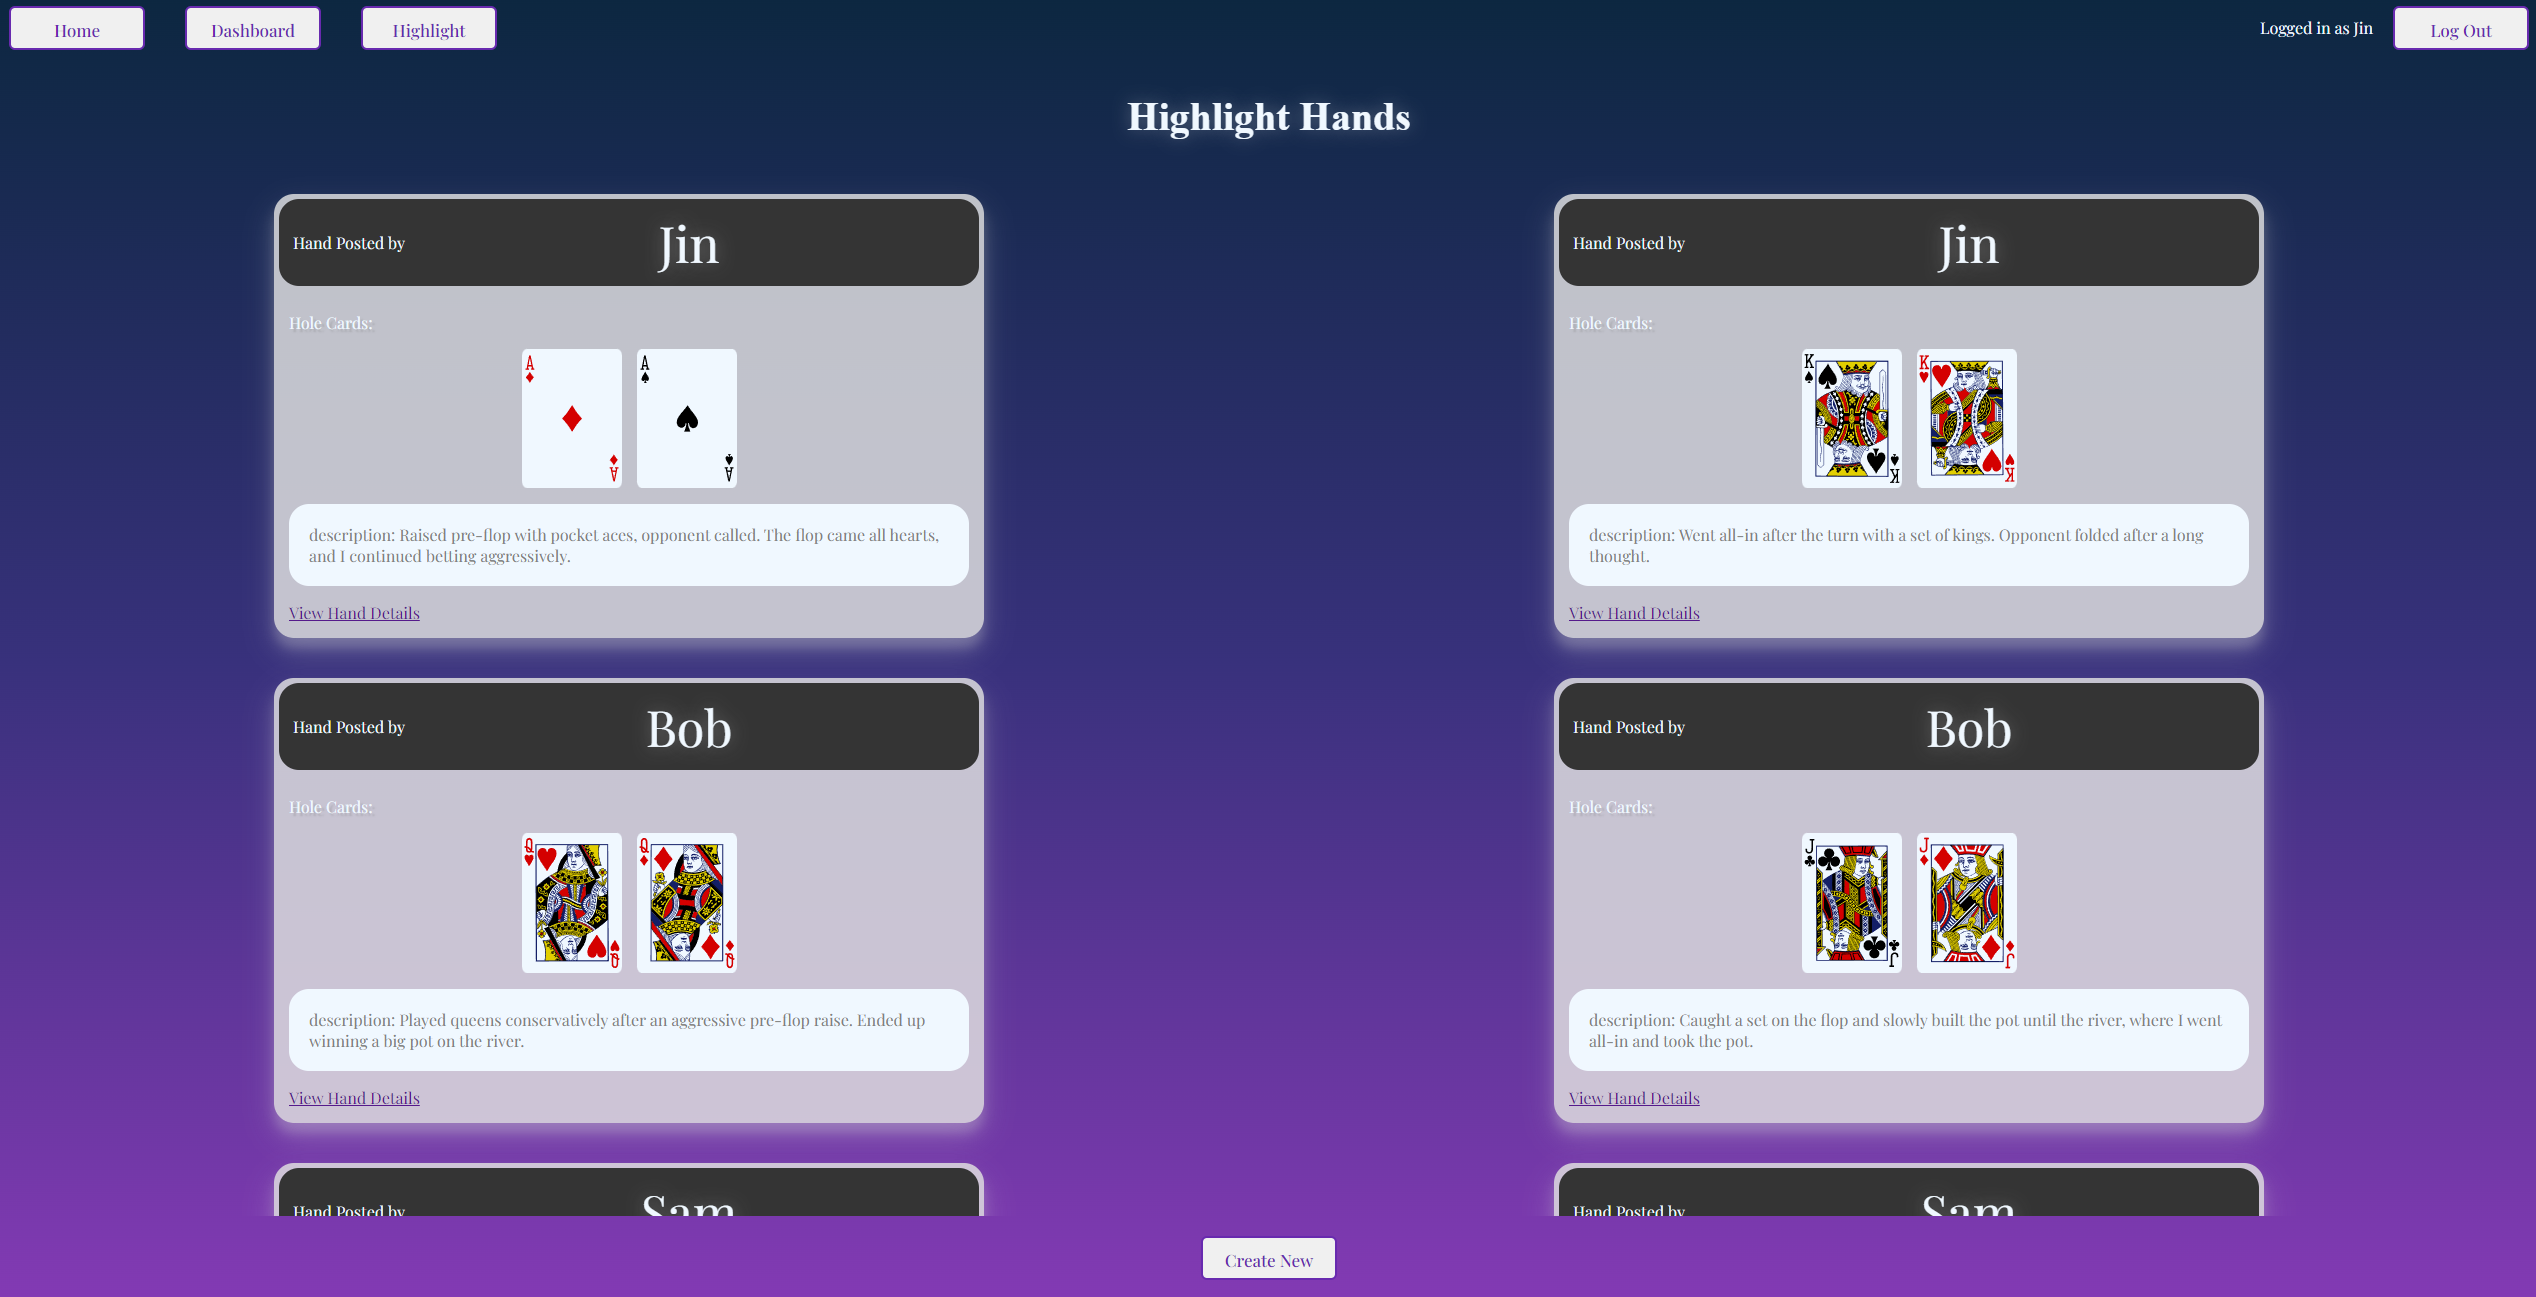 Home
Dashboard
Highlight
Logged in as Jin
Log Out
Highlight Hands
Hand Posted by
Jin
Hole Cards:
A
A
A
A
description: Raised pre-flop with pocket aces, opponent called. The flop came all hearts,
and I continued betting aggressively.
View Hand Details
Hand Posted by
Jin
Hole Cards:
K
K
K
K
description: Went all-in after the turn with a set of kings. Opponent folded after a long
thought.
View Hand Details
Hand Posted by
Bob
Hole Cards:
Q
Q
Q
Q
description: Played queens conservatively after an aggressive pre-flop raise. Ended up
winning a big pot on the river.
View Hand Details
Hand Posted by
Bob
Hole Cards:
J
J
J
J
description: Caught a set on the flop and slowly built the pot until the river, where I went
all-in and took the pot.
View Hand Details
Hand Posted by
Sam
Hand Posted by
Sam
Create New